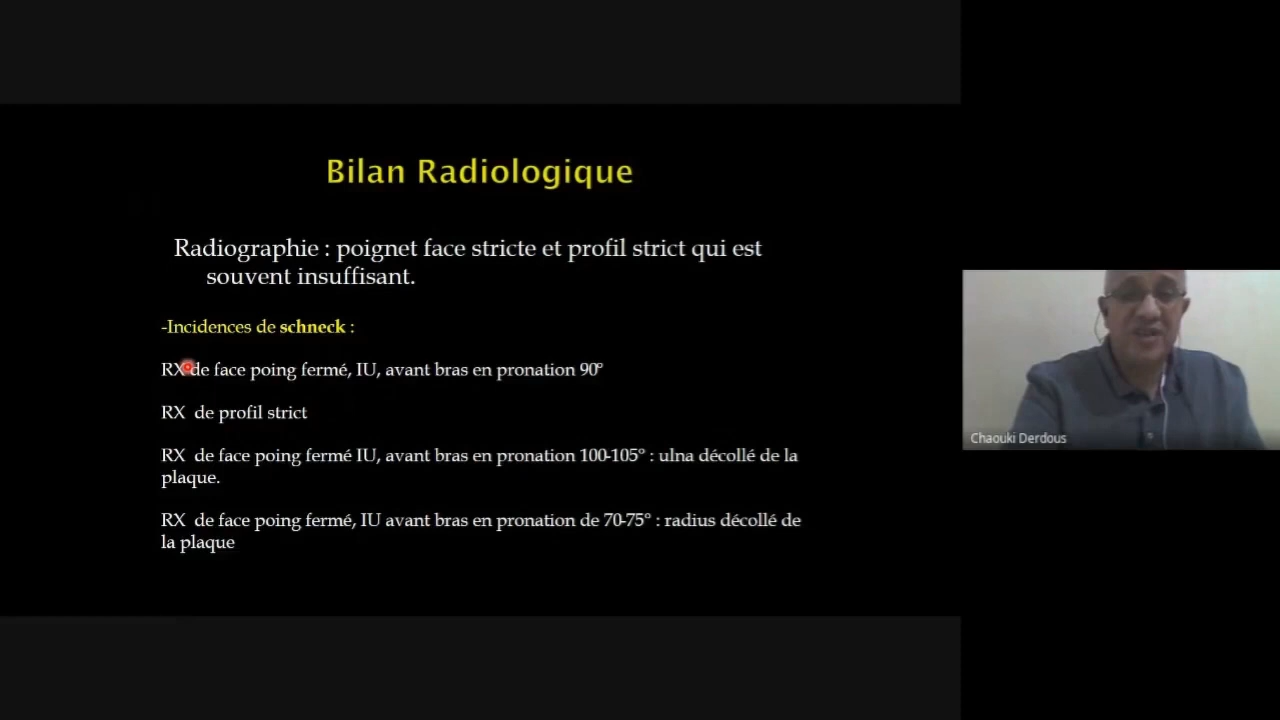 Bilan Radiologique
Radiographie : poignet face stricte et profil strict qui est
souvent insuffisant.
-Incidences de schneck :
RX de face poing fermé, IU, avant bras en pronation 90°
RX de profil strict
RX de face poing fermé IU, avant bras en pronation 100-105° : ulna décollé de la
plaque.
RX de face poing fermé, IU avant bras en pronation de 70-75° : radius décollé de
la plaque
Chaouki Derdous